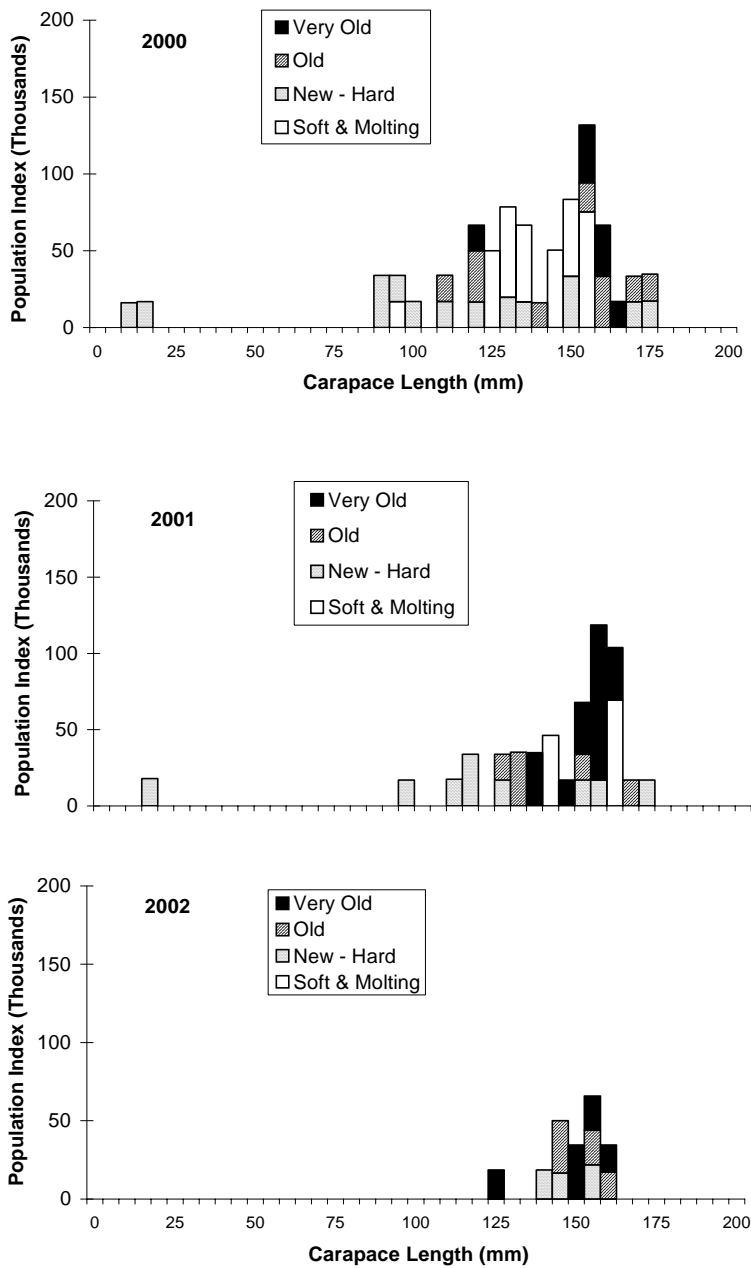 200
150
100
50
0
Population Index (Thousands)
2000
Very Old
Old
New - Hard
Soft & Molting
0 25 50 75 100 125 150 175 200
Carapace Length (mm)
200
150
100
50
0
Population Index (Thousands)
2001
Very Old
Old
New - Hard
Soft & Molting
200
150
100
50
0
Population Index (Thousands)
2002
Very Old
Old
New - Hard
Soft & Molting
0 25 50 75 100 125 150 175 200
Carapace Length (mm)